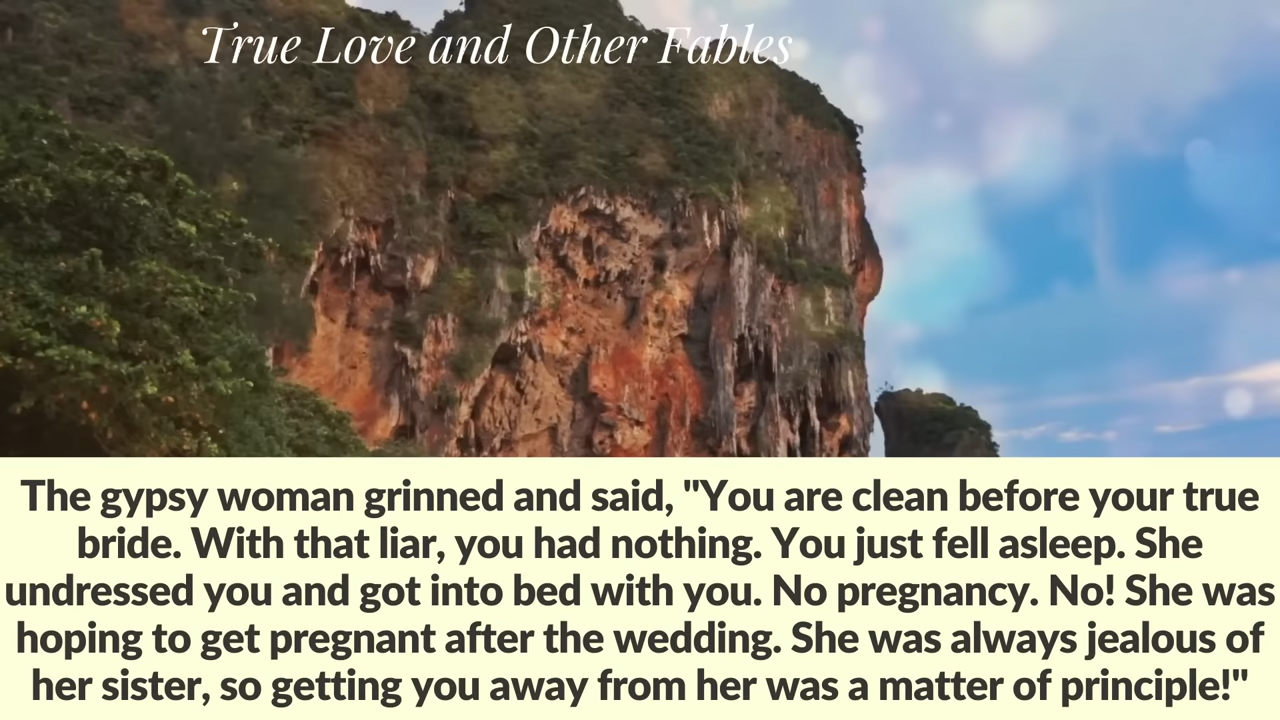 True Love and Other Fables
The gypsy woman grinned and said, "You are clean before your true
bride. With that liar, you had nothing. You just fell asleep. She
undressed you and got into bed with you. No pregnancy. No! She was
hoping to get pregnant after the wedding. She was always jealous of
her sister, so getting you away from her was a matter of principle!"